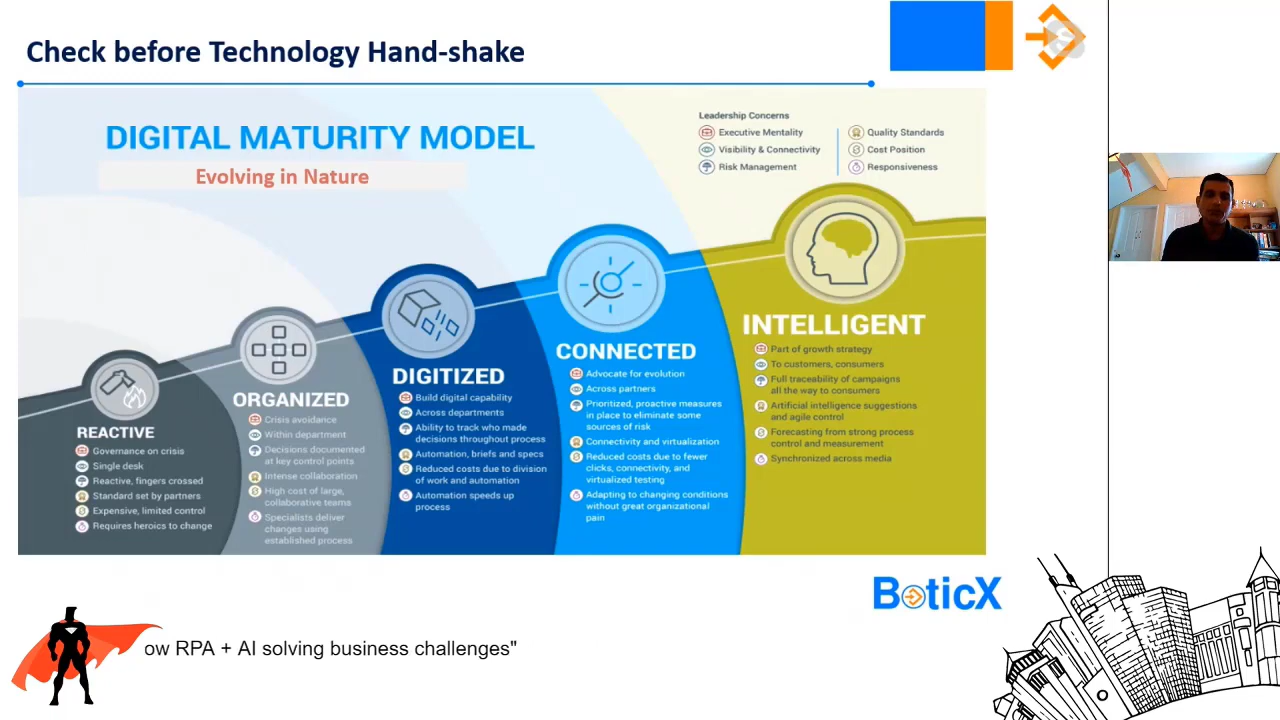 Check before Technology Hand-shake
DIGITAL MATURITY MODEL
Evolving in Nature
Leadership Concerns
Executive Mentality
Visibility & Connectivity
Risk Management
Quality Standards
Cost Position
Responsiveness
REACTIVE
Governance on crisis
Single desk
Reactive, fingers crossed
Standard set by partners
Expensive, limited control
Requires heroics to change
ORGANIZED
Crisis avoidance
Within department
Decisions documented
at key control points
Intense collaboration
High cost of large,
collaborative teams
Specialists deliver
changes using
established process
DIGITIZED
Build digital capability
Across departments
Ability to track who made
decisions throughout process
Automation, briefs and specs
Reduced costs due to division
of work and automation
Automation speeds up
process
CONNECTED
Advocate for evolution
Across partners
Prioritized, proactive measures
in place to eliminate some
sources of risk
Connectivity and virtualization
Reduced costs due to fewer
clicks, connectivity, and
virtualized testing
Adapting to changing conditions
without great organizational
pain
INTELLIGENT
Part of growth strategy
To customers, consumers
Full traceability of campaigns
all the way to consumers
Artificial intelligence suggestions
and agile control
Forecasting from strong process
control and measurement
Synchronized across media
BoticX
ow RPA + AI solving business challenges"